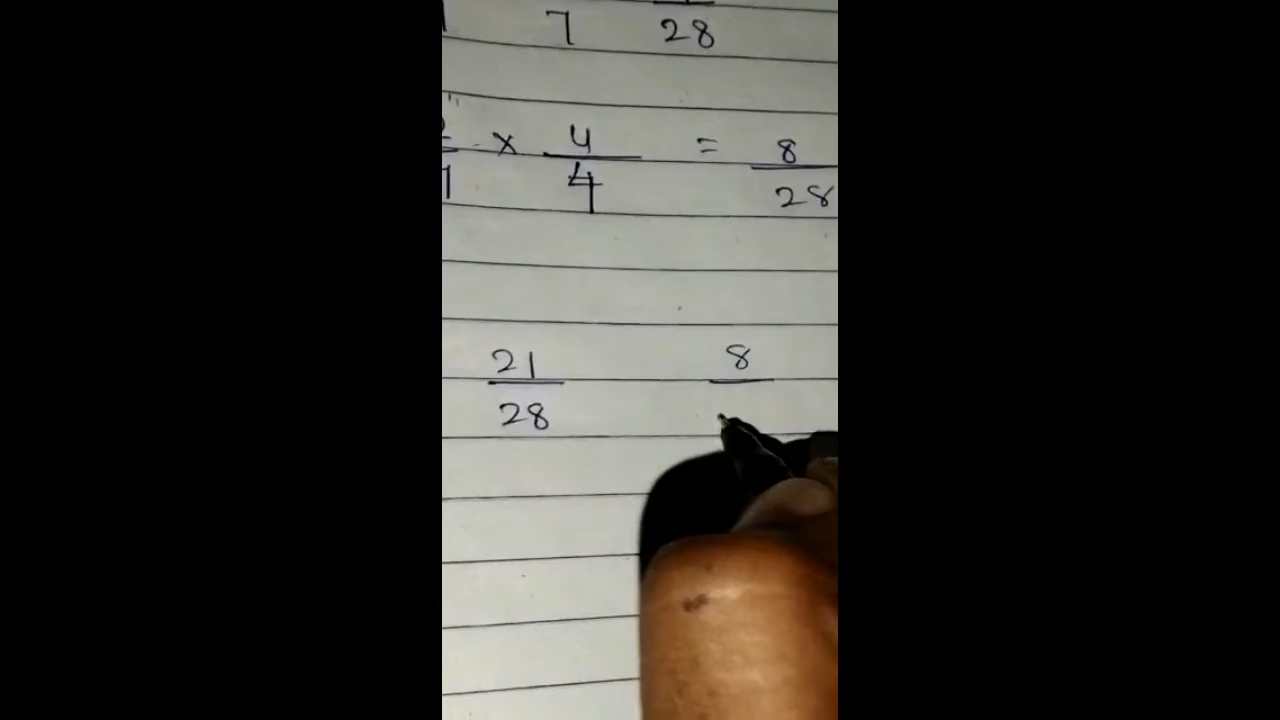 7 28
× 4/4 = 8/28
21/28 8